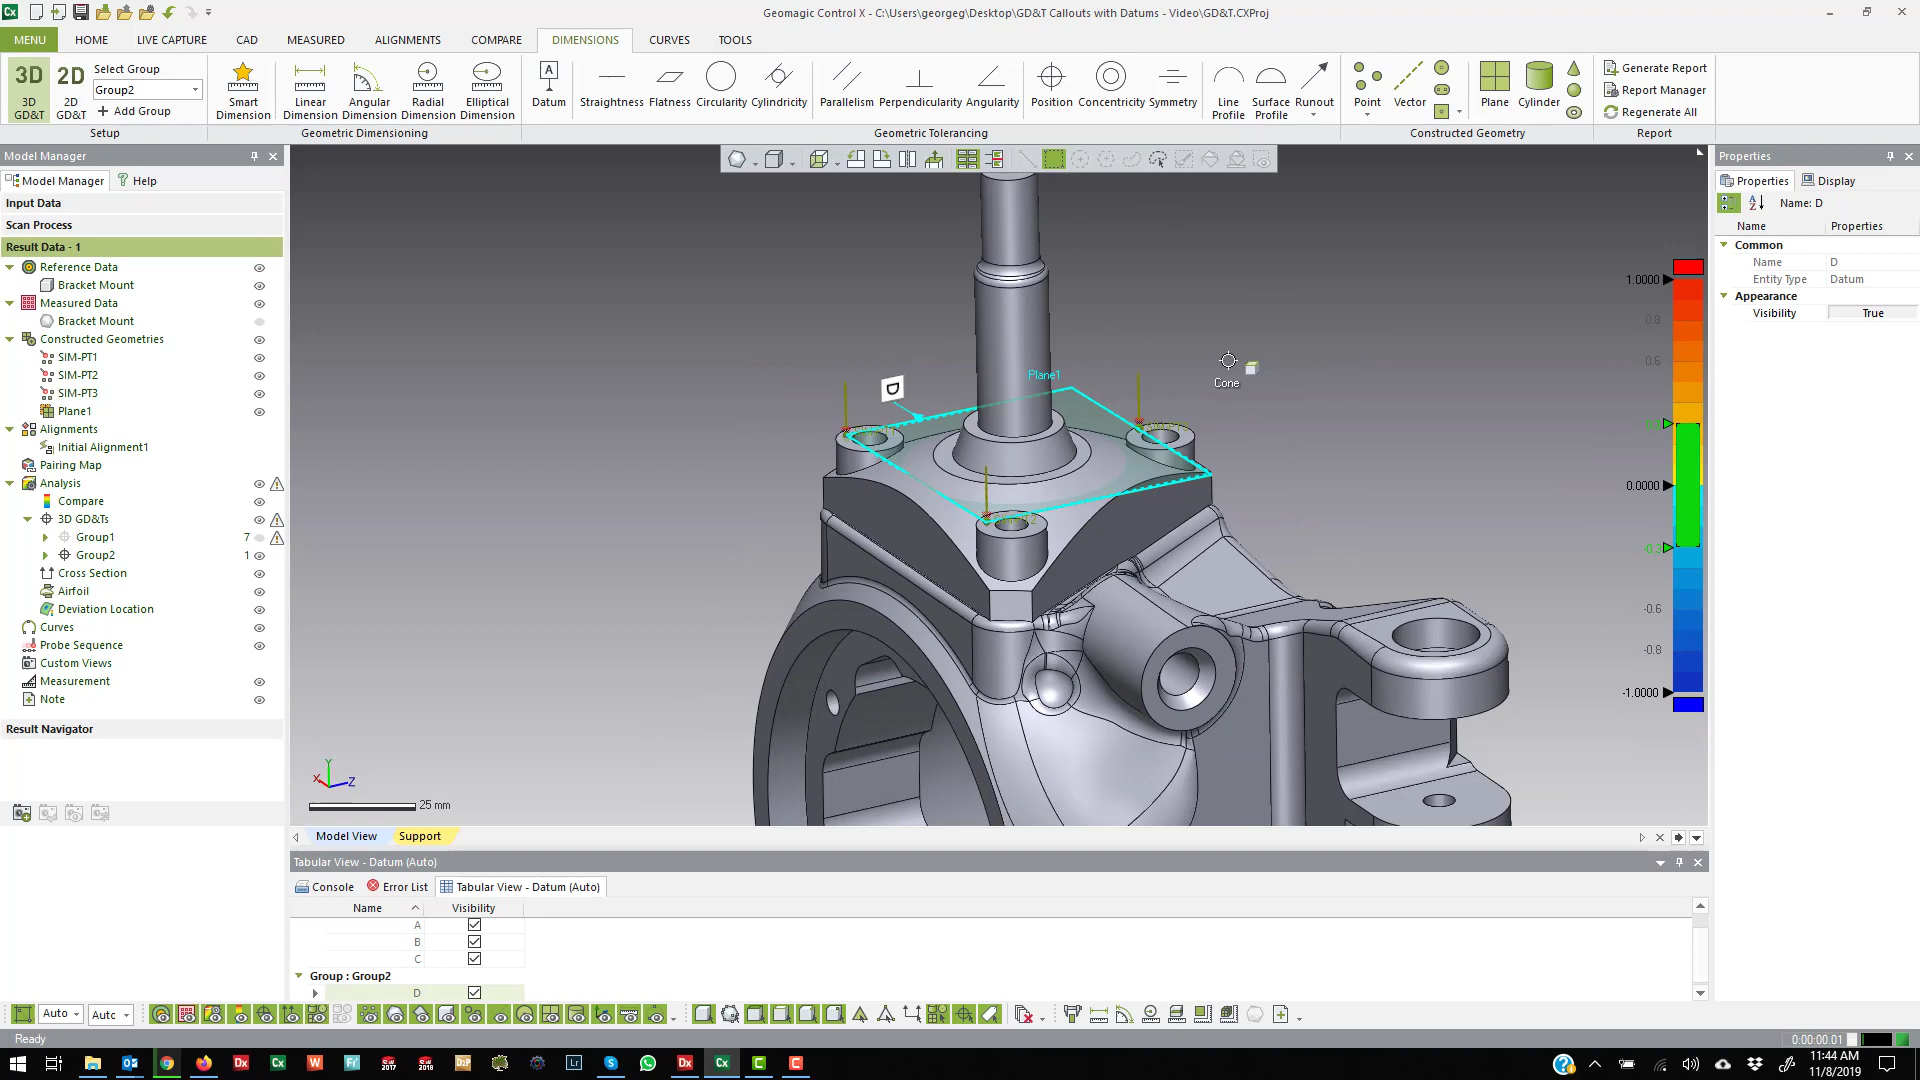 Geomagic Control X - C:\Users\georgeg\Desktop\GD&T Callouts with Datums - Video\GD&T.CXProj
MENU HOME LIVE CAPTURE CAD MEASURED ALIGNMENTS COMPARE DIMENSIONS CURVES TOOLS
3D 2D Select Group
Group2
3D GD&T 2D GD&T Add Group
Smart Dimension Linear Dimension Angular Dimension Radial Dimension Elliptical Dimension
Datum Straightness Flatness Circularity Cylindricity Parallelism Perpendicularity Angularity Position Concentricity Symmetry Line Profile Surface Profile Runout
Point Vector Plane Cylinder
Generate Report
Report Manager
Regenerate All
Setup Geometric Dimensioning Geometric Tolerancing Constructed Geometry Report
Model Manager
Model Manager Help
Input Data
Scan Process
Result Data - 1
Reference Data
Bracket Mount
Measured Data
Bracket Mount
Constructed Geometries
SIM-PT1
SIM-PT2
SIM-PT3
Plane1
Alignments
Initial Alignment1
Pairing Map
Analysis
Compare
3D GD&Ts
Group1 7
Group2 1
Cross Section
Airfoil
Deviation Location
Curves
Probe Sequence
Custom Views
Measurement
Note
Result Navigator
Plane1
D
Cone
X Y Z
25 mm
1.0000
0.8
0.6
0.0000
-0.3
-0.6
-0.8
-1.0000
Properties
Properties Display
Name: D
Name Properties
Common
Name D
Entity Type Datum
Appearance
Visibility True
Model View Support
Tabular View - Datum (Auto)
Console Error List Tabular View - Datum (Auto)
Name Visibility
A
B
C
Group : Group2
D
Auto
Ready
0:00:00.01
11:44 AM
11/8/2019